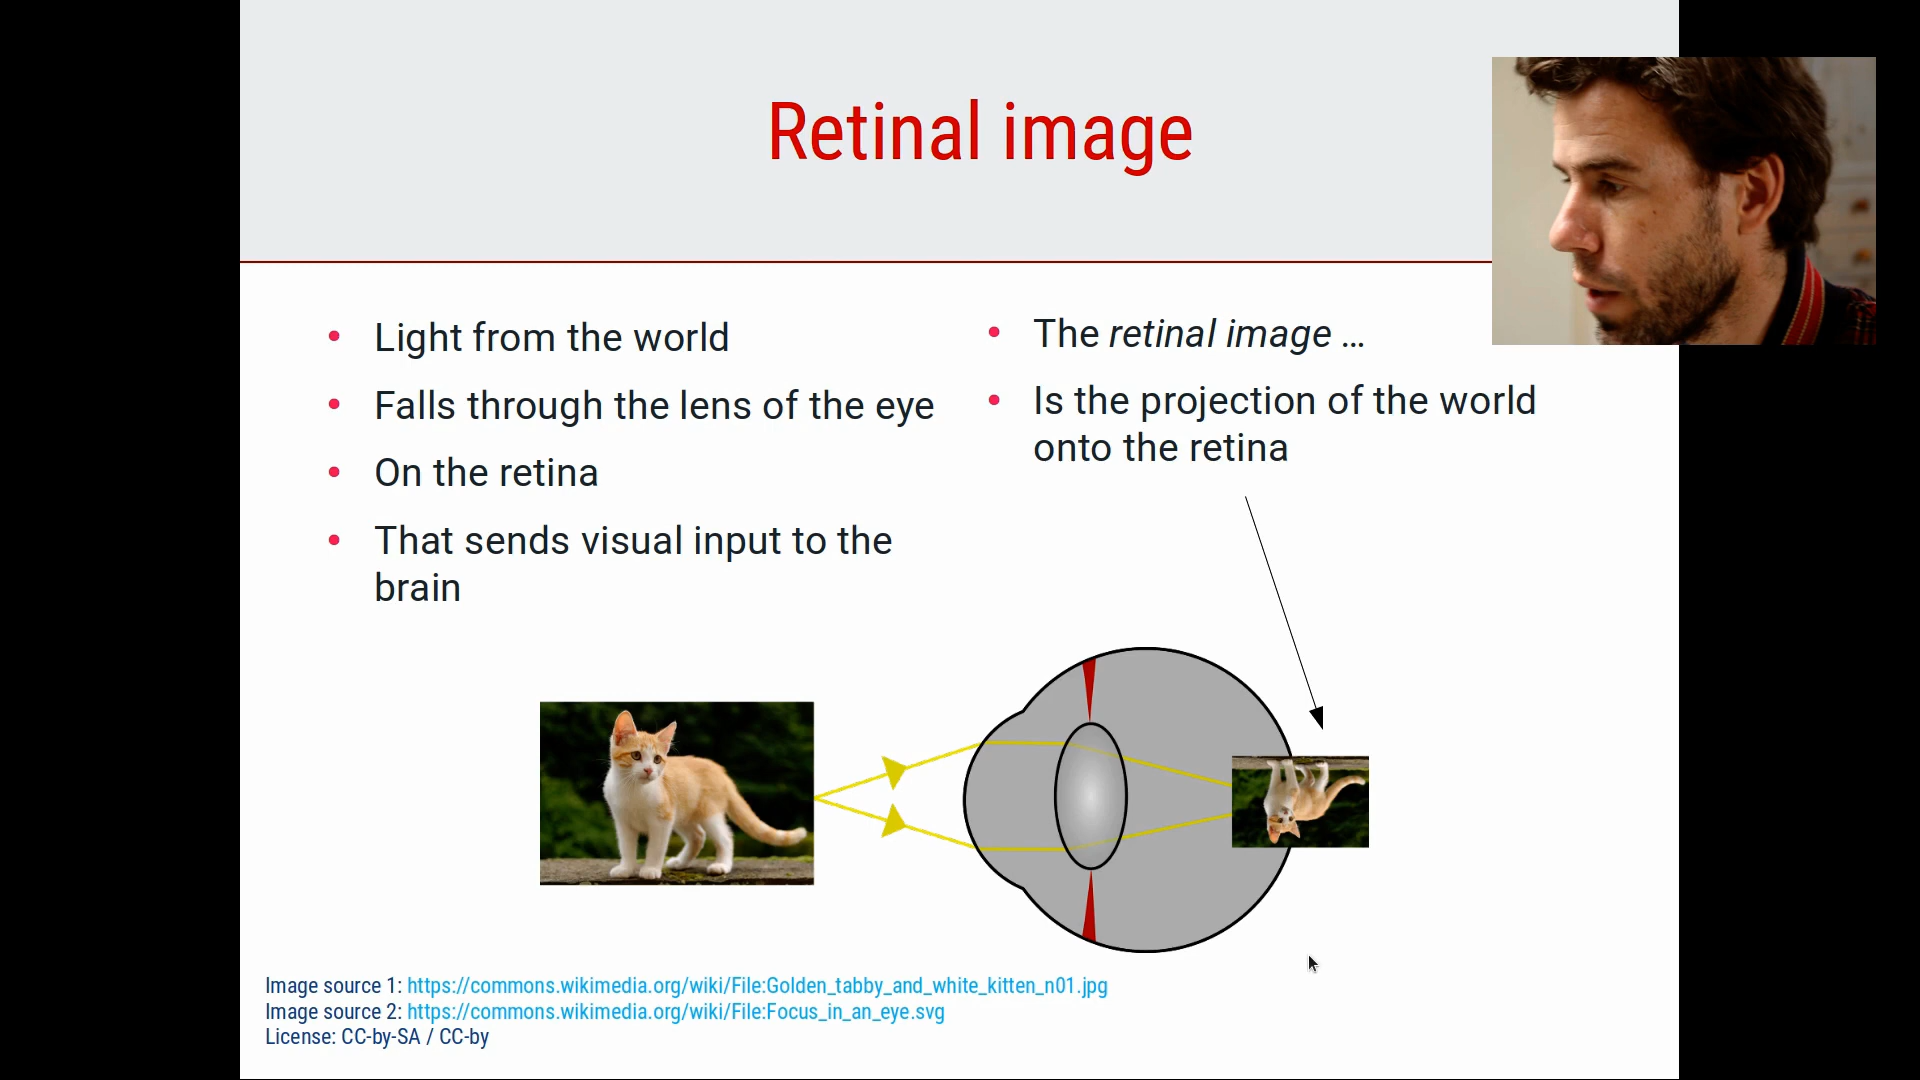 Retinal image
Light from the world
Falls through the lens of the eye
On the retina
That sends visual input to the
brain
The retinal image ...
Is the projection of the world
onto the retina
Image source 1: https://commons.wikimedia.org/wiki/File:Golden_tabby_and_white_kitten_n01.jpg
Image source 2: https://commons.wikimedia.org/wiki/File:Focus_in_an_eye.svg
License: CC-by-SA / CC-by